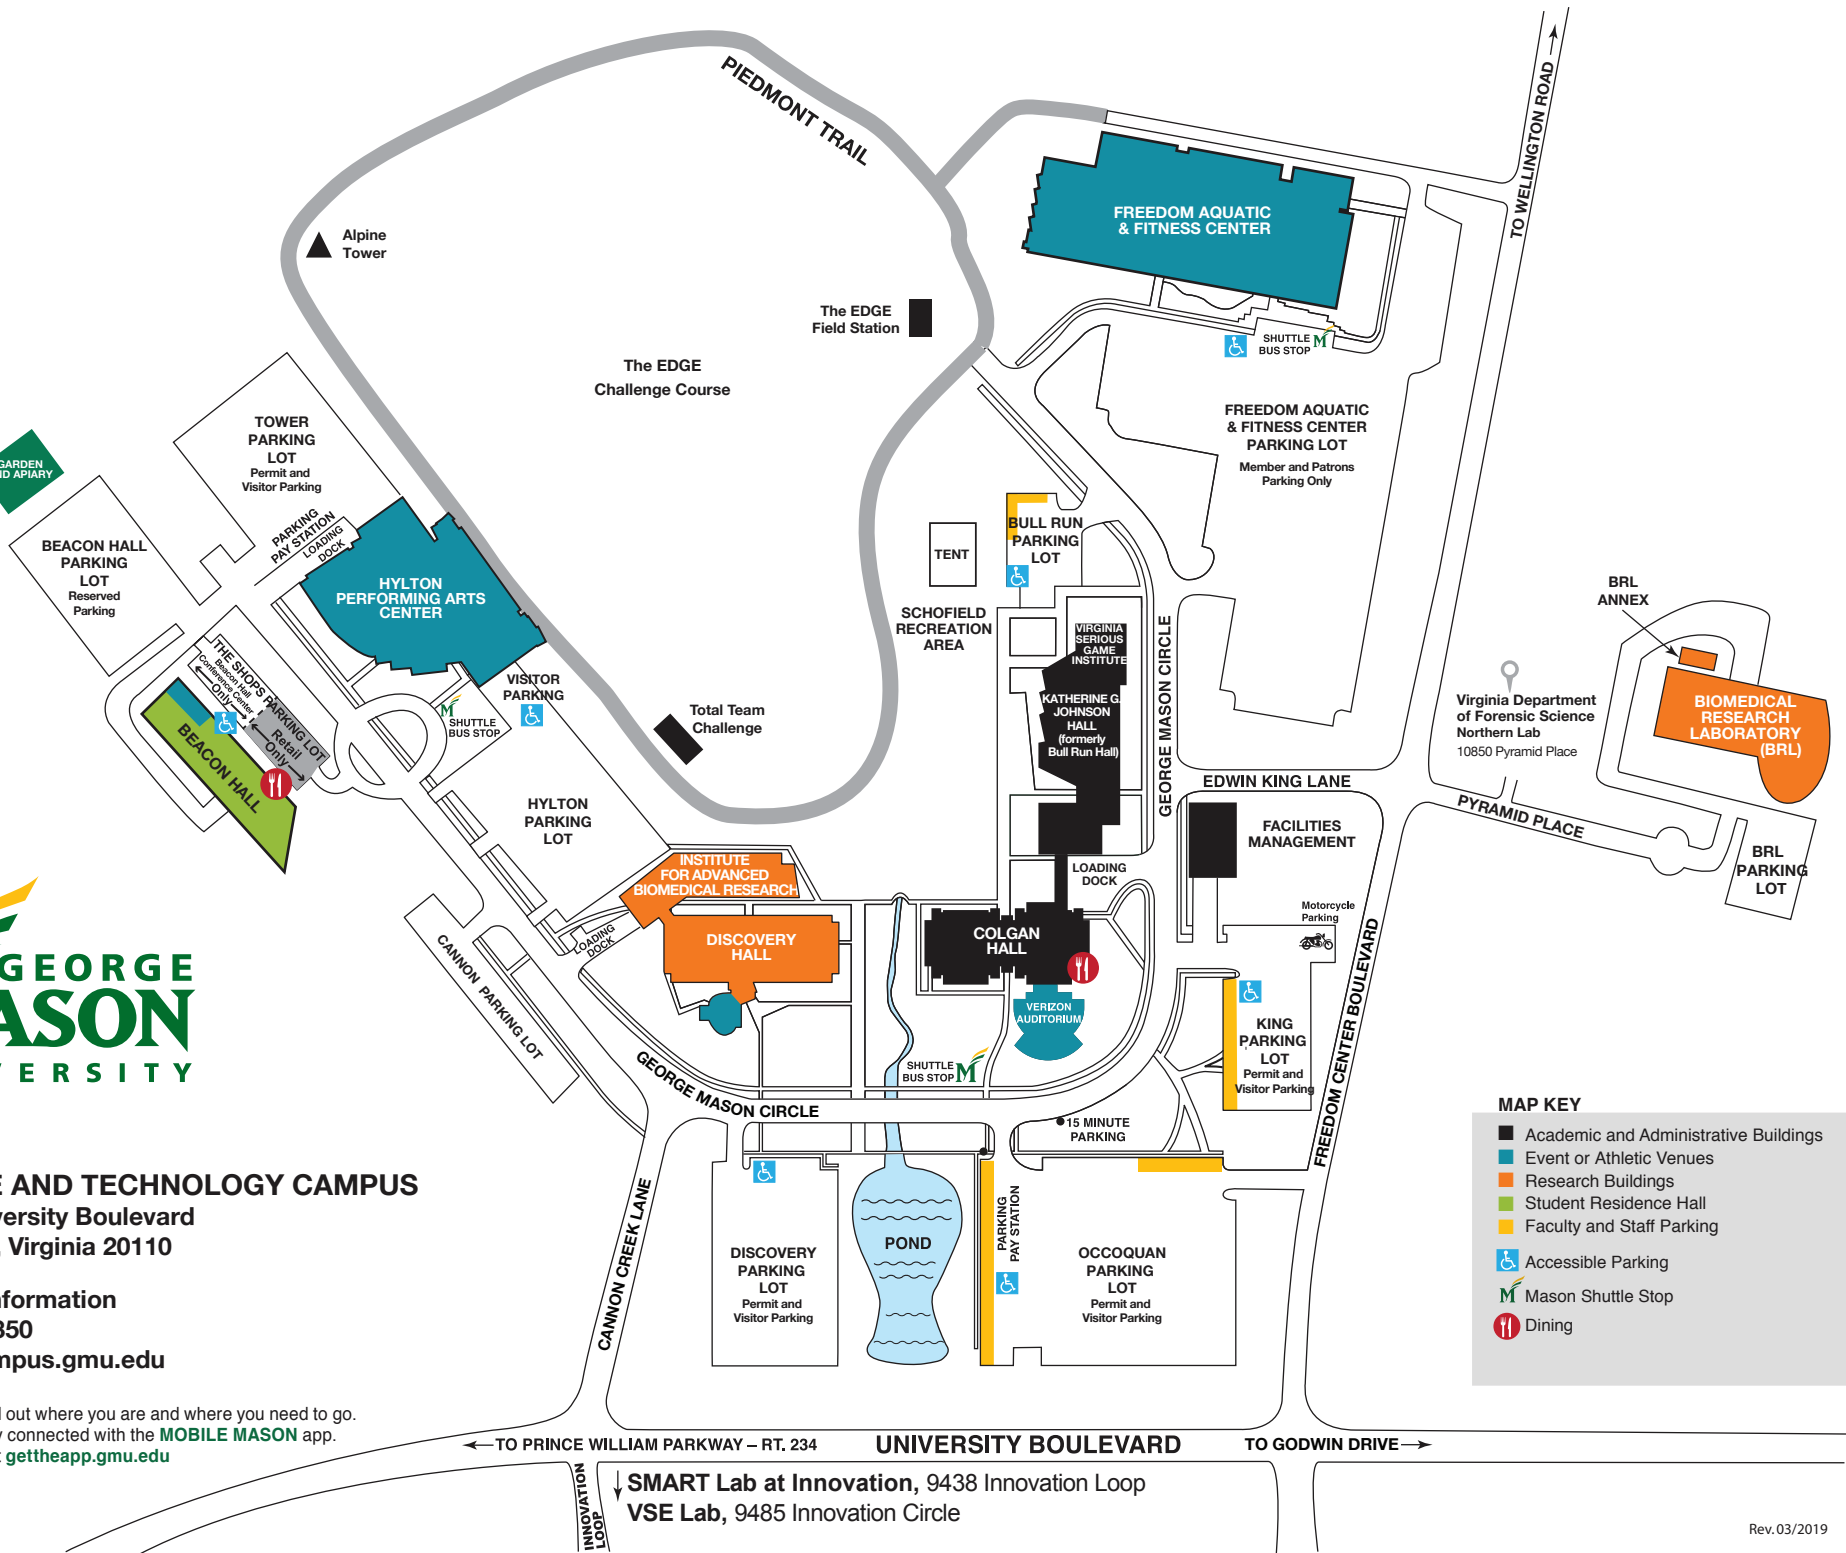 PIEDMONT TRAIL
TO WELLINGTON ROAD
FREEDOM AQUATIC
& FITNESS CENTER
Alpine
Tower
The EDGE
Field Station
SHUTTLE
BUS STOP
M
The EDGE
Challenge Course
FREEDOM AQUATIC
& FITNESS CENTER
PARKING LOT
Member and Patrons
Parking Only
TOWER
PARKING
LOT
Permit and
Visitor Parking
GARDEN
ND APIARY
PARKING
PAY STATION
LOADING
DOCK
BEACON HALL
PARKING
LOT
Reserved
Parking
HYLTON
PERFORMING ARTS
CENTER
BULL RUN
PARKING
LOT
TENT
SCHOFIELD
RECREATION
AREA
VIRGINIA
SERIOUS
GAME
INSTITUTE
GEORGE MASON CIRCLE
BRL
ANNEX
THE SHOPS PARKING LOT
Beacon Hall
Conference Center
Only
Retail
Only
BEACON HALL
M
SHUTTLE
BUS STOP
VISITOR
PARKING
Total Team
Challenge
KATHERINE G.
JOHNSON
HALL
(formerly
Bull Run Hall)
Virginia Department
of Forensic Science
Northern Lab
10850 Pyramid Place
BIOMEDICAL
RESEARCH
LABORATORY
(BRL)
EDWIN KING LANE
PYRAMID PLACE
HYLTON
PARKING
LOT
FACILITIES
MANAGEMENT
BRL
PARKING
LOT
INSTITUTE
FOR ADVANCED
BIOMEDICAL RESEARCH
LOADING
DOCK
Motorcycle
Parking
CANNON PARKING LOT
LOADING
DOCK
DISCOVERY
HALL
COLGAN
HALL
VERIZON
AUDITORIUM
FREEDOM CENTER BOULEVARD
KING
PARKING
LOT
Permit and
Visitor Parking
GEORGE
ASON
VERSITY
SHUTTLE
BUS STOP
M
GEORGE MASON CIRCLE
15 MINUTE
PARKING
MAP KEY
Academic and Administrative Buildings
Event or Athletic Venues
Research Buildings
Student Residence Hall
Faculty and Staff Parking
Accessible Parking
M Mason Shuttle Stop
Dining
E AND TECHNOLOGY CAMPUS
versity Boulevard
, Virginia 20110
nformation
350
mpus.gmu.edu
CANNON CREEK LANE
DISCOVERY
PARKING
LOT
Permit and
Visitor Parking
POND
PARKING
PAY STATION
OCCOQUAN
PARKING
LOT
Permit and
Visitor Parking
d out where you are and where you need to go.
y connected with the MOBILE MASON app.
t gettheapp.gmu.edu
TO PRINCE WILLIAM PARKWAY – RT. 234
UNIVERSITY BOULEVARD
TO GODWIN DRIVE
INNOVATION
LOOP
SMART Lab at Innovation, 9438 Innovation Loop
VSE Lab, 9485 Innovation Circle
Rev. 03/2019